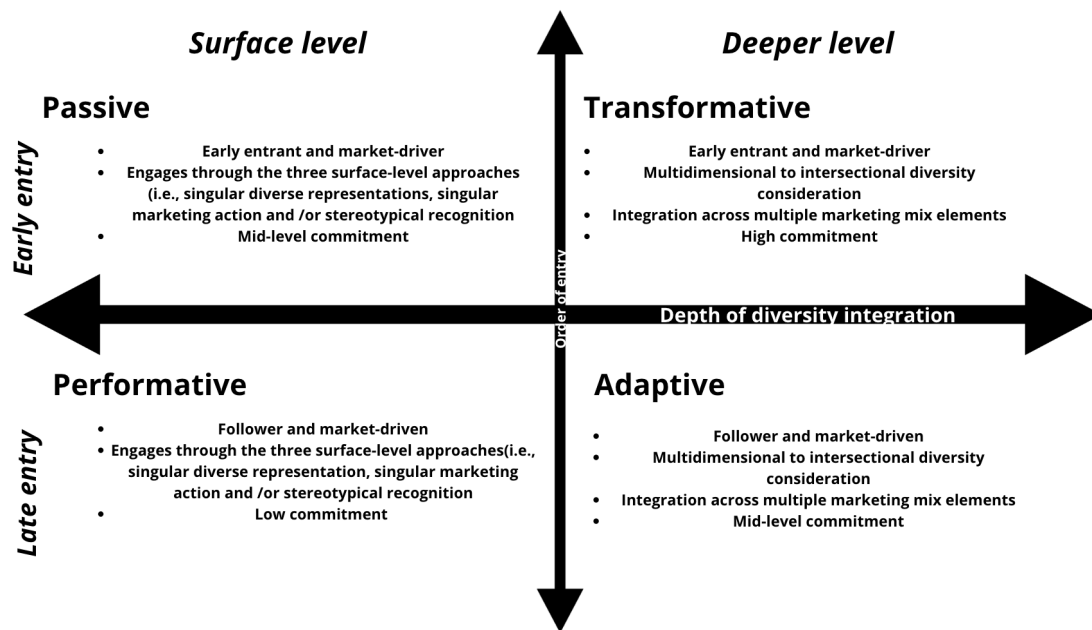 Surface level
Deeper level
Early entry
Passive
• Early entrant and market-driver
• Engages through the three surface-level approaches
(i.e., singular diverse representations, singular
marketing action and /or stereotypical recognition
• Mid-level commitment
Transformative
• Early entrant and market-driver
• Multidimensional to intersectional diversity
consideration
• Integration across multiple marketing mix elements
• High commitment
Order of entry
Depth of diversity integration
Late entry
Performative
• Follower and market-driven
• Engages through the three surface-level approaches(i.e.,
singular diverse representation, singular marketing
action and /or stereotypical recognition
• Low commitment
Adaptive
• Follower and market-driven
• Multidimensional to intersectional diversity
consideration
• Integration across multiple marketing mix elements
• Mid-level commitment